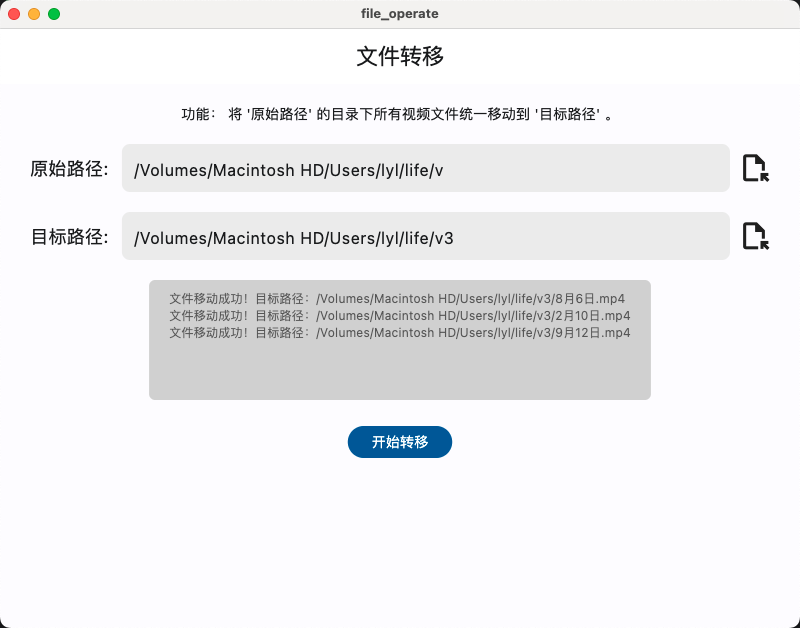 file_operate
文件转移
功能： 将 '原始路径' 的目录下所有视频文件统一移动到 '目标路径' 。
原始路径: /Volumes/Macintosh HD/Users/lyl/life/v
目标路径: /Volumes/Macintosh HD/Users/lyl/life/v3
文件移动成功！目标路径：/Volumes/Macintosh HD/Users/lyl/life/v3/8月6日.mp4
文件移动成功！目标路径：/Volumes/Macintosh HD/Users/lyl/life/v3/2月10日.mp4
文件移动成功！目标路径：/Volumes/Macintosh HD/Users/lyl/life/v3/9月12日.mp4
开始转移